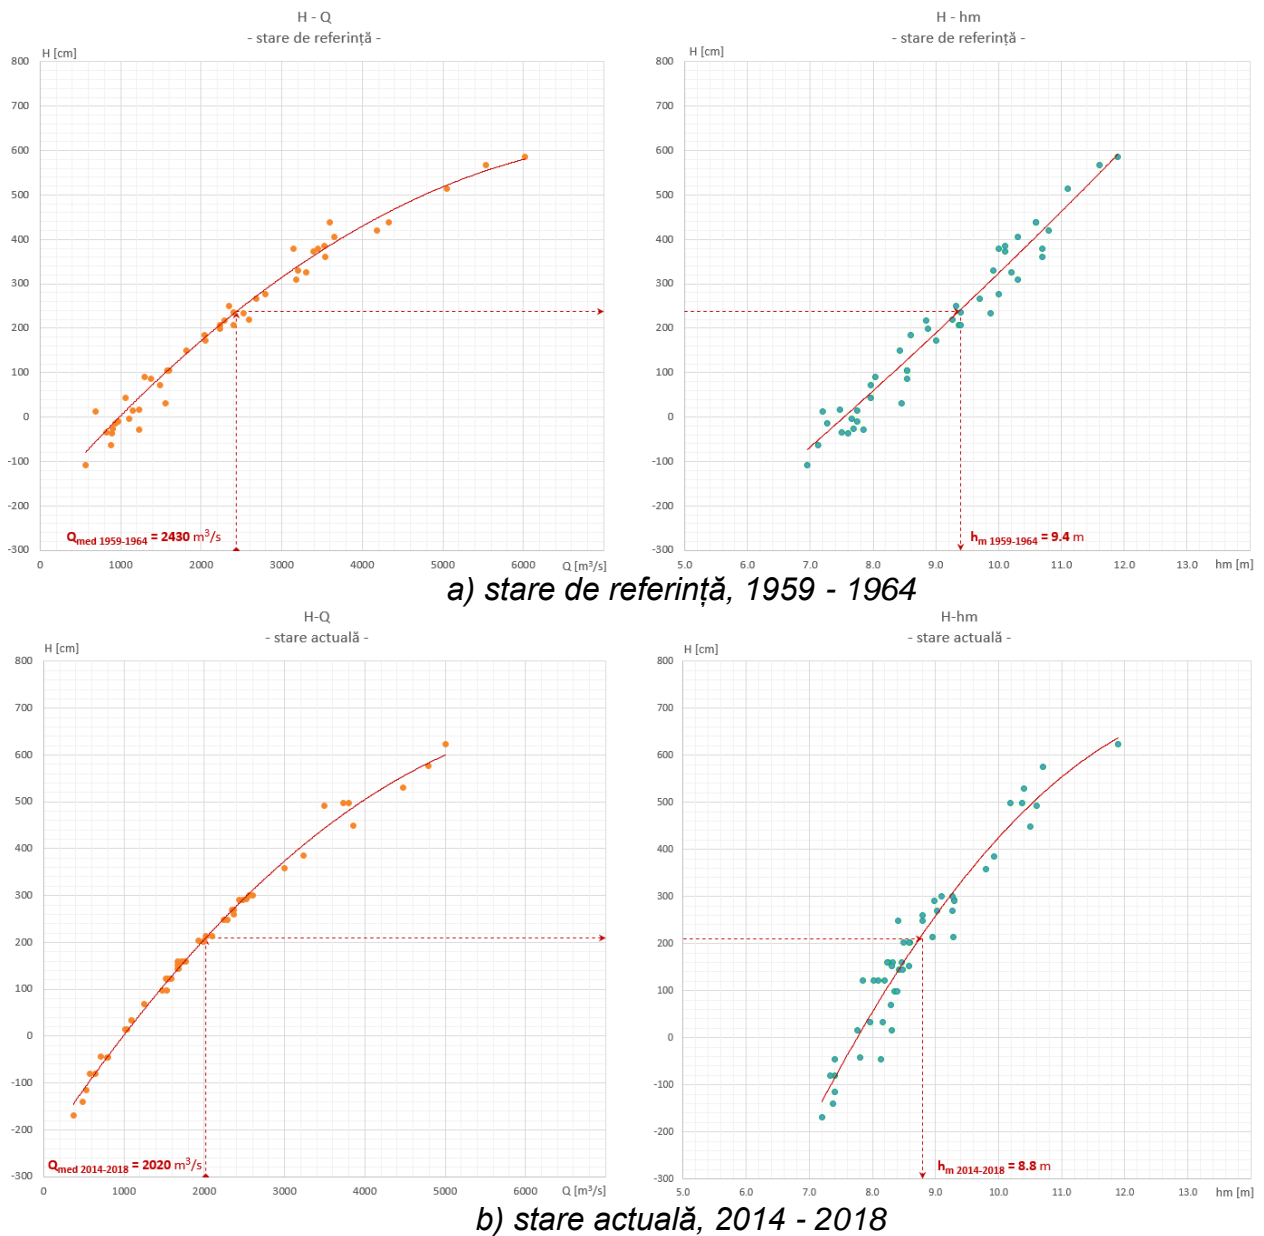 H - Q
- stare de referință -
H [cm]
800
700
600
500
400
300
200
100
0
-100
-200
-300
Qmed 1959-1964 = 2430 m³/s
0 1000 2000 3000 4000 5000 6000 Q [m³/s]
H - hm
- stare de referință -
H [cm]
800
700
600
500
400
300
200
100
0
-100
-200
-300
hm 1959-1964 = 9.4 m
5.0 6.0 7.0 8.0 9.0 10.0 11.0 12.0 13.0 hm [m]
a) stare de referință, 1959 - 1964
H-Q
- stare actuală -
H [cm]
800
700
600
500
400
300
200
100
0
-100
-200
-300
Qmed 2014-2018 = 2020 m³/s
0 1000 2000 3000 4000 5000 6000 Q [m³/s]
H-hm
- stare actuală -
H [cm]
800
700
600
500
400
300
200
100
0
-100
-200
-300
hm 2014-2018 = 8.8 m
5.0 6.0 7.0 8.0 9.0 10.0 11.0 12.0 13.0 hm [m]
b) stare actuală, 2014 - 2018